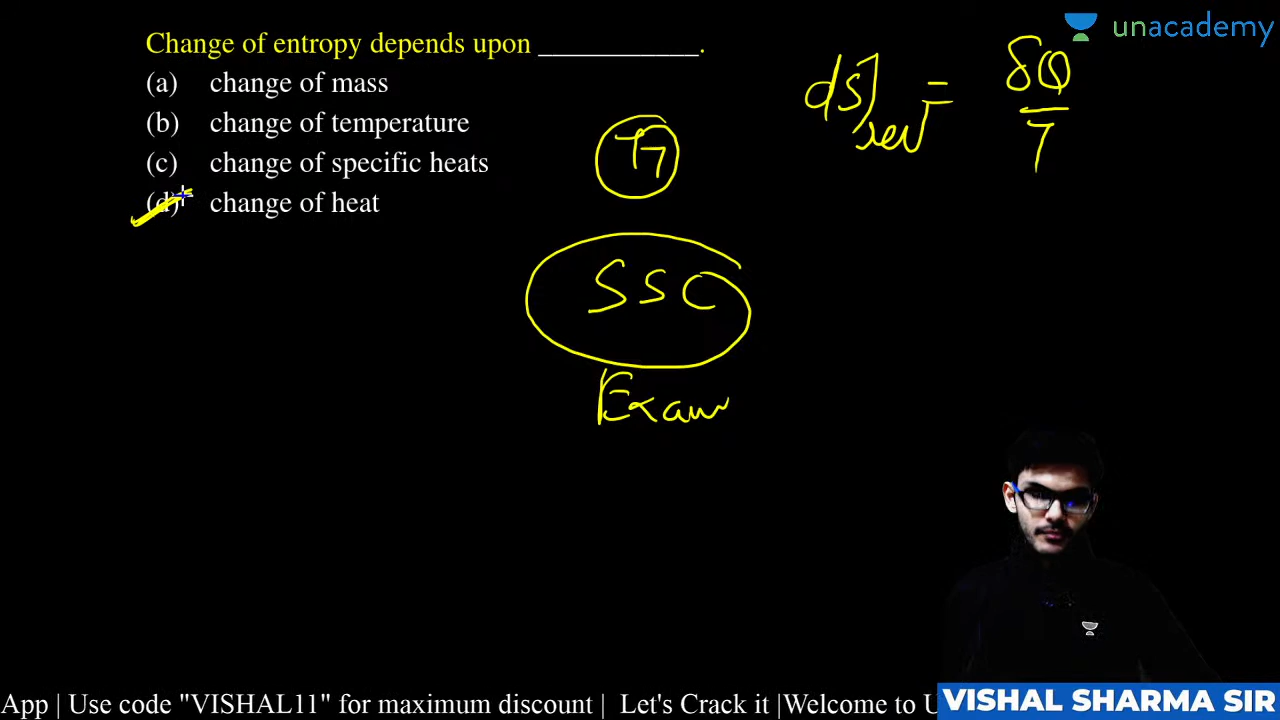 unacademy
Change of entropy depends upon ____________.
(a) change of mass
(b) change of temperature
(c) change of specific heats
(d) change of heat
dS]rev = δQ/T
SSC
Exam
App | Use code "VISHAL11" for maximum discount | Let's Crack it |Welcome to U
VISHAL SHARMA SIR